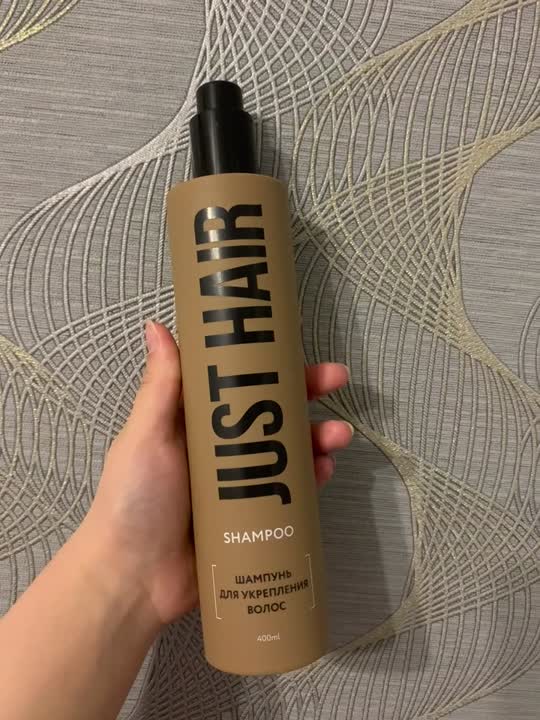 JUST HAIR
SHAMPOO
ШАМПУНЬ
ДЛЯ УКРЕПЛЕНИЯ
ВОЛОС
400ml